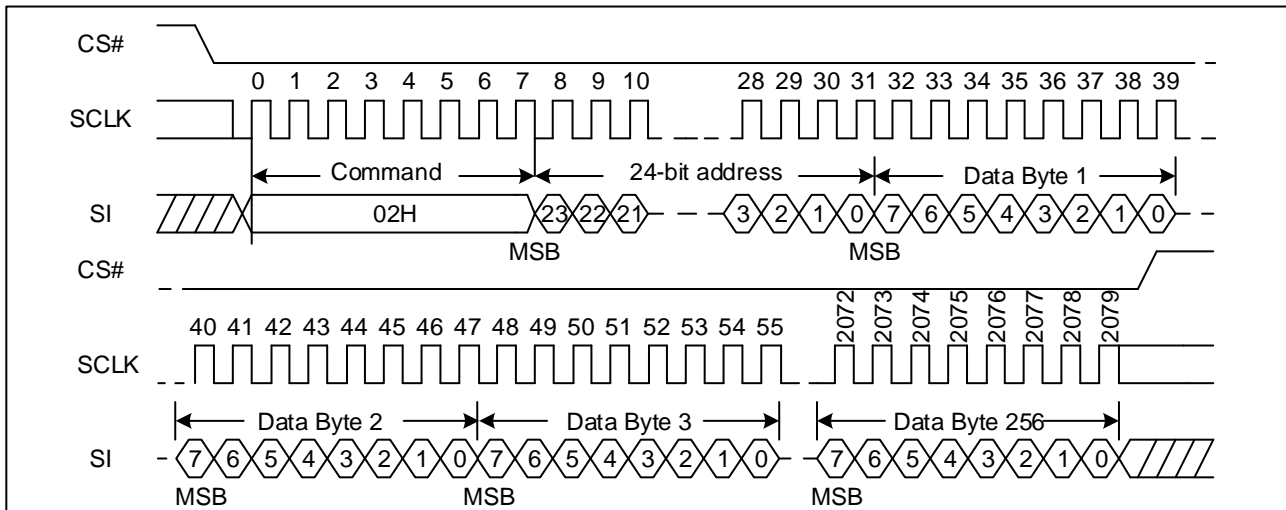 CS#
0 1 2 3 4 5 6 7 8 9 10 28 29 30 31 32 33 34 35 36 37 38 39
SCLK
Command 24-bit address Data Byte 1
SI 02H 23 22 21 3 2 1 0 7 6 5 4 3 2 1 0
MSB MSB
CS#
40 41 42 43 44 45 46 47 48 49 50 51 52 53 54 55 2072 2073 2074 2075 2076 2077 2078 2079
SCLK
Data Byte 2 Data Byte 3 Data Byte 256
SI 7 6 5 4 3 2 1 0 7 6 5 4 3 2 1 0 7 6 5 4 3 2 1 0
MSB MSB MSB